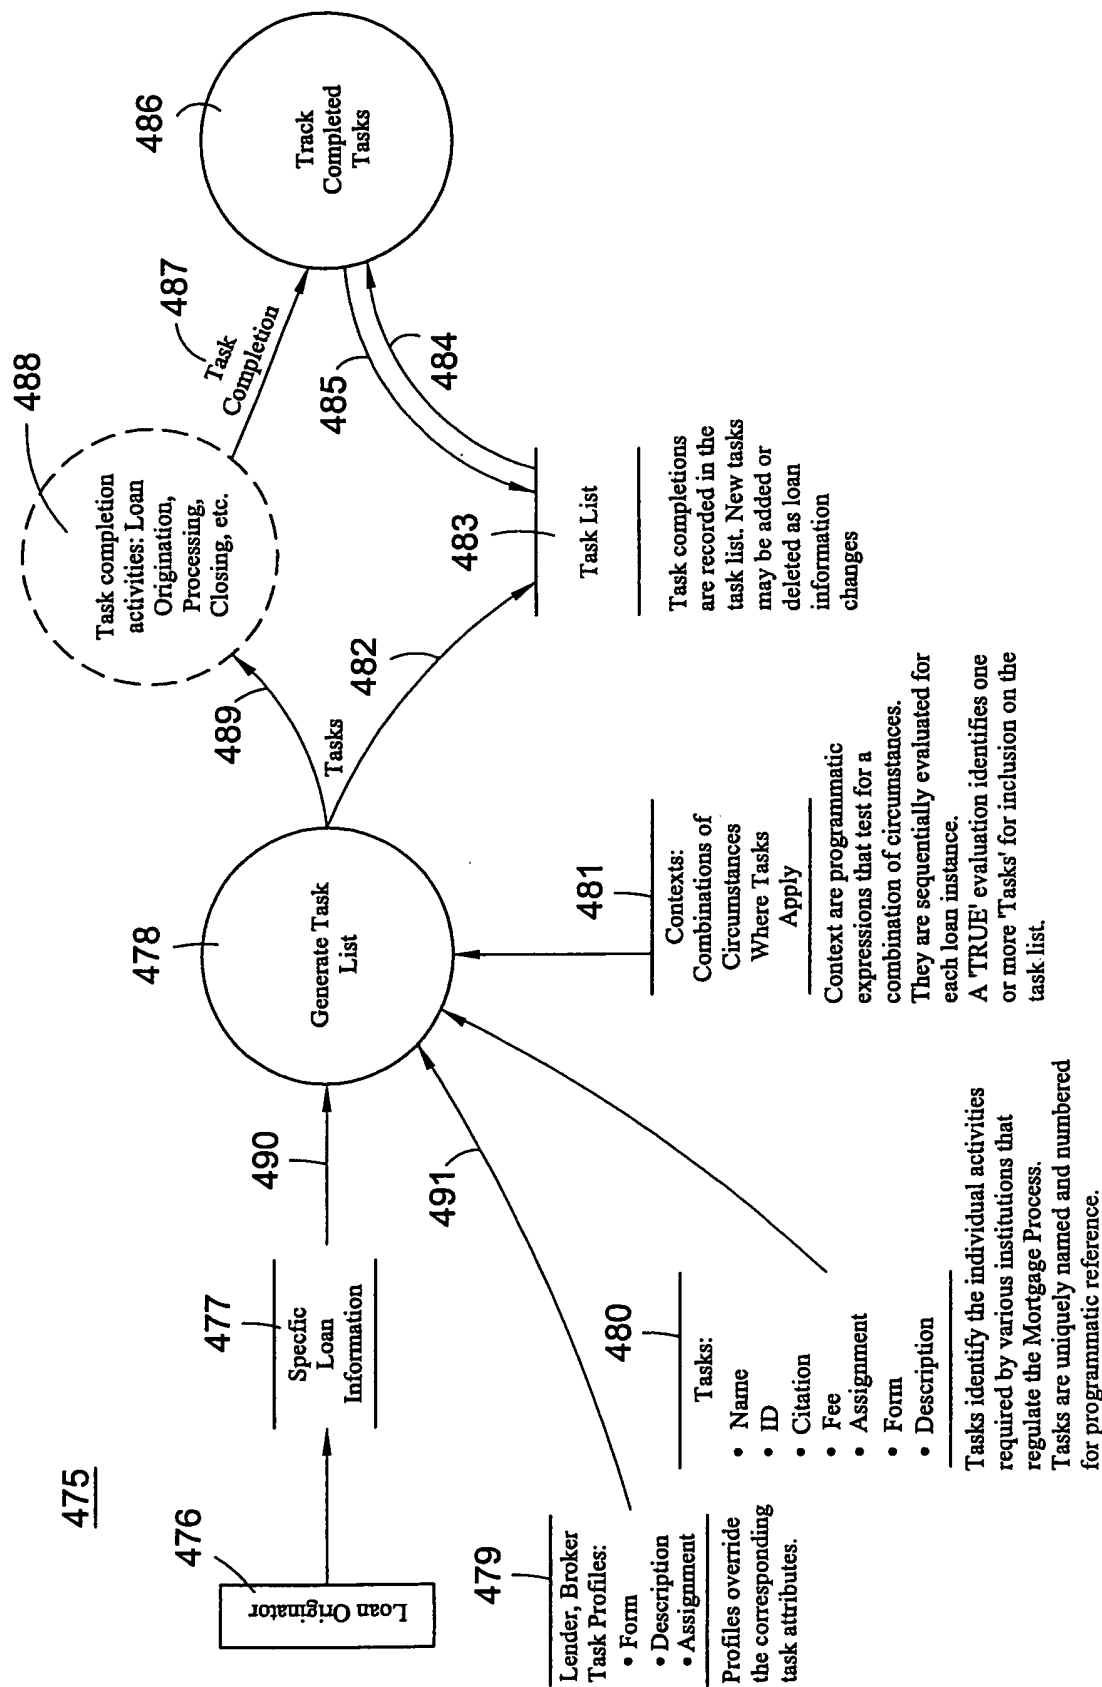 475
476
Loan Originator
477
Specfic
Loan
Information
490
478
Generate Task
List
479
Lender, Broker
Task Profiles:
• Form
• Description
• Assignment
Profiles override
the corresponding
task attributes.
491
480
Tasks:
• Name
• ID
• Citation
• Fee
• Assignment
• Form
• Description
Tasks identify the individual activities
required by various institutions that
regulate the Mortgage Process.
Tasks are uniquely named and numbered
for programmatic reference.
481
Contexts:
Combinations of
Circumstances
Where Tasks
Apply
Context are programmatic
expressions that test for a
combination of circumstances.
They are sequentially evaluated for
each loan instance.
A 'TRUE' evaluation identifies one
or more 'Tasks' for inclusion on the
task list.
Tasks
489
482
488
Task completion
activities: Loan
Origination,
Processing,
Closing, etc.
487
Task
Completion
486
Track
Completed
Tasks
485
484
483
Task List
Task completions
are recorded in the
task list. New tasks
may be added or
deleted as loan
information
changes